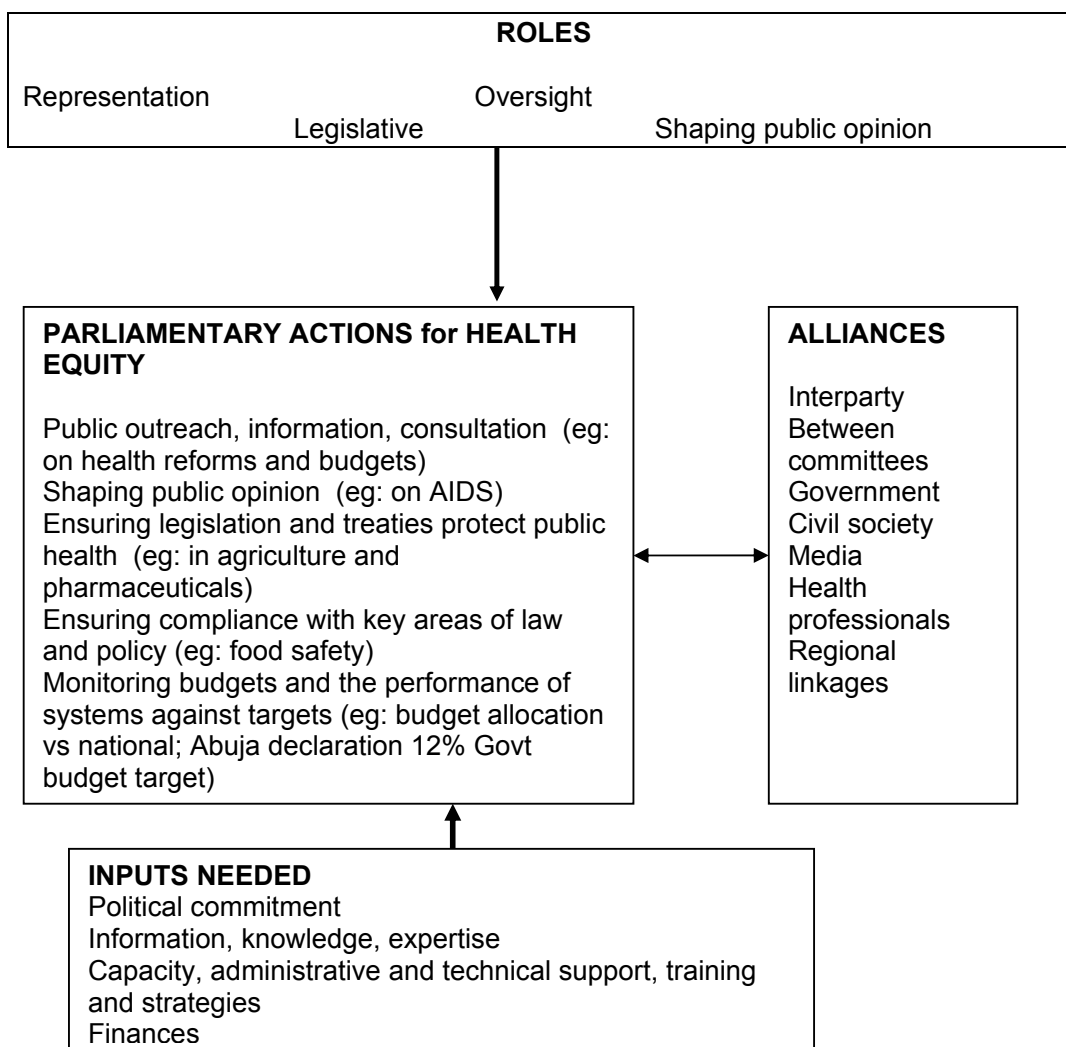 ROLES
Representation Oversight
Legislative Shaping public opinion
PARLIAMENTARY ACTIONS for HEALTH
EQUITY
Public outreach, information, consultation (eg:
on health reforms and budgets)
Shaping public opinion (eg: on AIDS)
Ensuring legislation and treaties protect public
health (eg: in agriculture and
pharmaceuticals)
Ensuring compliance with key areas of law
and policy (eg: food safety)
Monitoring budgets and the performance of
systems against targets (eg: budget allocation
vs national; Abuja declaration 12% Govt
budget target)
ALLIANCES
Interparty
Between
committees
Government
Civil society
Media
Health
professionals
Regional
linkages
INPUTS NEEDED
Political commitment
Information, knowledge, expertise
Capacity, administrative and technical support, training
and strategies
Finances